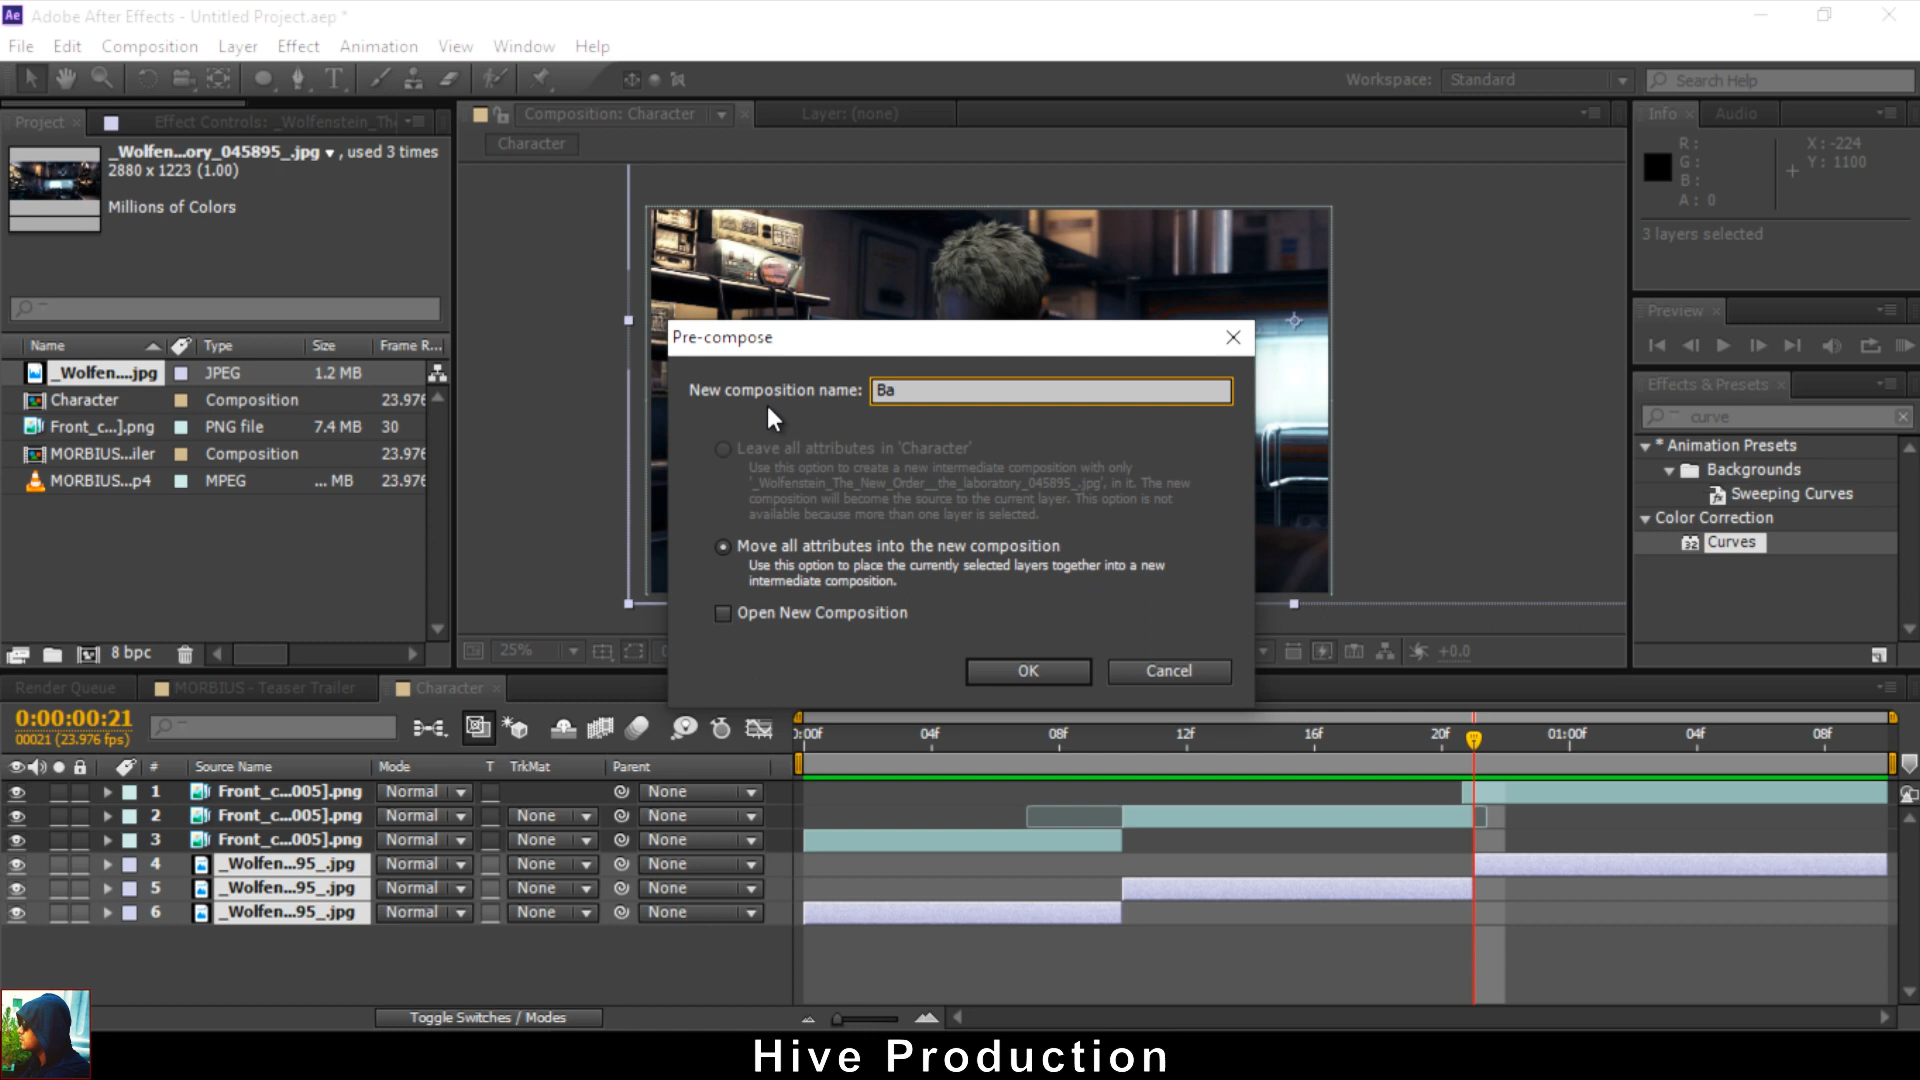 Ae Adobe After Effects - Untitled Project.aep *
File Edit Composition Layer Effect Animation View Window Help
Workspace: Standard Search Help
Project Effect Controls: _Wolfenstein_Th
Composition: Character Layer: (none)
Character
_Wolfen...ory_045895_.jpg , used 3 times
2880 x 1223 (1.00)
Millions of Colors
Info Audio
R: X: -224
G: Y: 1100
B:
A: 0
3 layers selected
Preview
Effects & Presets
curve
* Animation Presets
Backgrounds
Sweeping Curves
Color Correction
32 Curves
Name Type Size Frame R...
_Wolfen....jpg JPEG 1.2 MB
Character Composition 23.976
Front_c...].png PNG file 7.4 MB 30
MORBIUS...iler Composition 23.976
MORBIUS...p4 MPEG ... MB 23.976
8 bpc
Pre-compose
New composition name: Ba
Leave all attributes in 'Character'
Use this option to create a new intermediate composition with only
'_Wolfenstein_The_New_Order__the_laboratory_045895_.jpg', in it. The new
composition will become the source to the current layer. This option is not
available because more than one layer is selected.
Move all attributes into the new composition
Use this option to place the currently selected layers together into a new
intermediate composition.
Open New Composition
OK Cancel
25% +0.0
Render Queue MORBIUS - Teaser Trailer Character
0:00:00:21
00021 (23.976 fps)
):00f 04f 08f 12f 16f 20f 01:00f 04f 08f
# Source Name Mode T TrkMat Parent
1 Front_c...005].png Normal None
2 Front_c...005].png Normal None None
3 Front_c...005].png Normal None None
4 _Wolfen...95_.jpg Normal None None
5 _Wolfen...95_.jpg Normal None None
6 _Wolfen...95_.jpg Normal None None
Toggle Switches / Modes
Hive Production